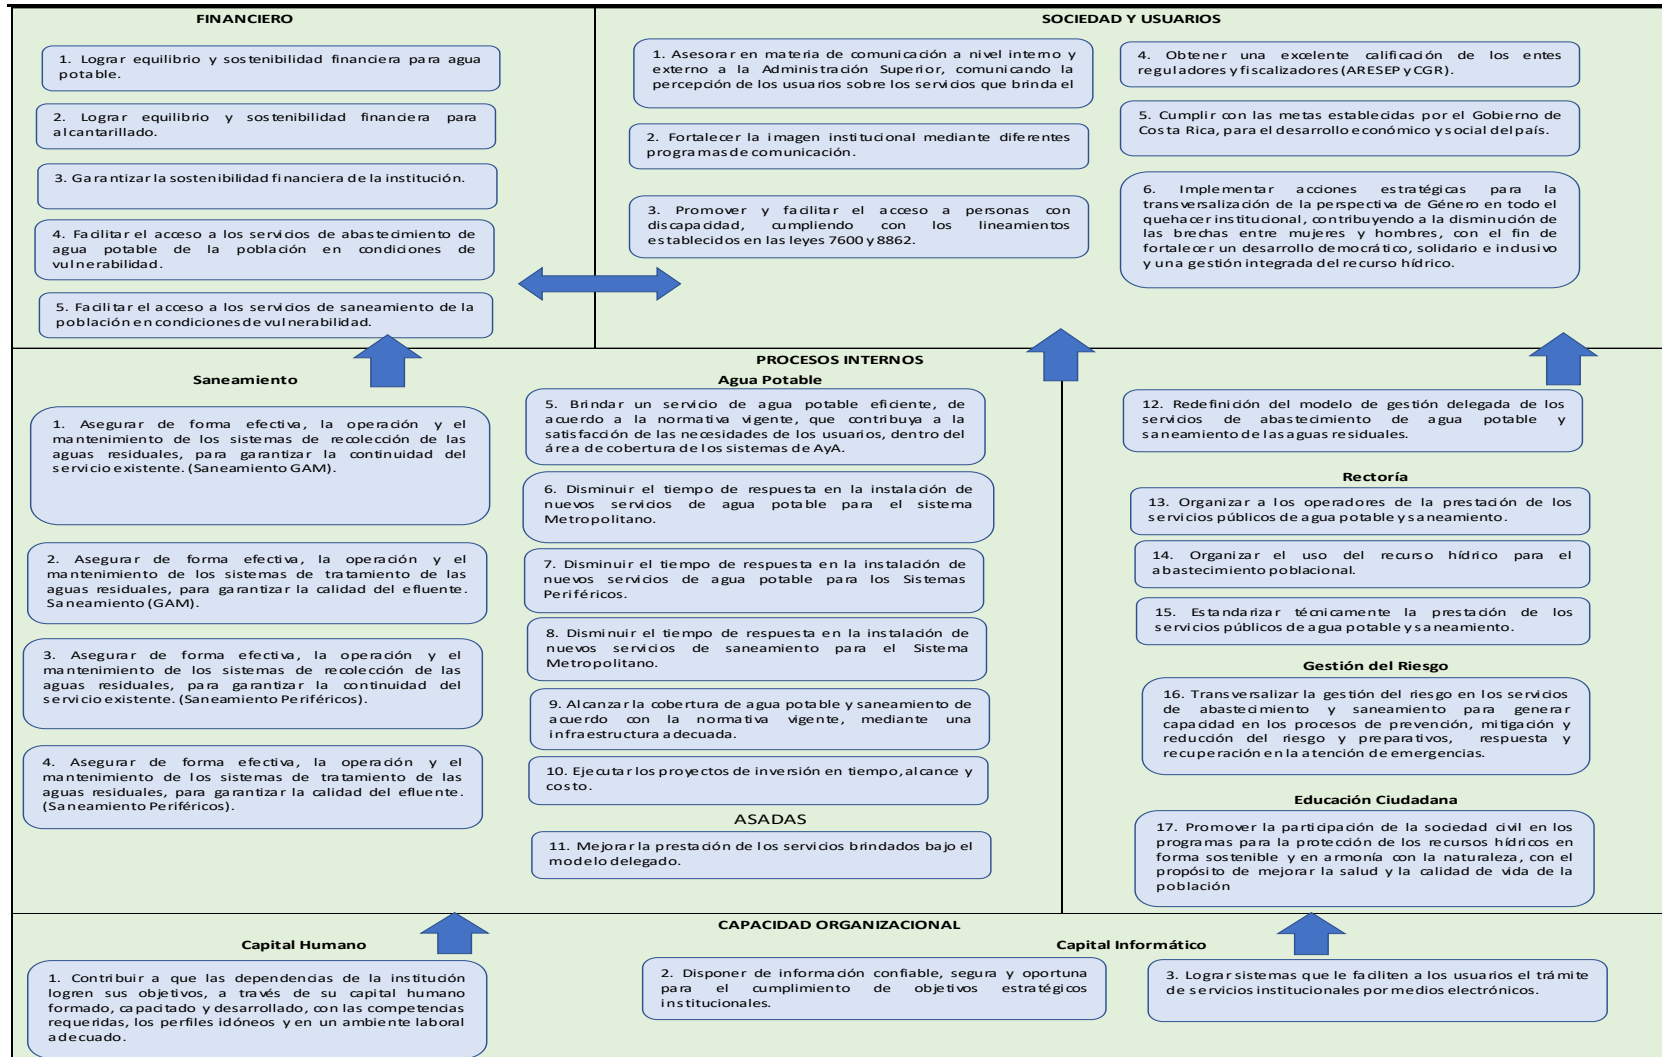 FINANCIERO
1. Lograr equilibrio y sostenibilidad financiera para agua
potable.
2. Lograr equilibrio y sostenibilidad financiera para
alcantarillado.
3. Garantizar la sostenibilidad financiera de la institución.
4. Facilitar el acceso a los servicios de abastecimiento de
agua potable de la población en condiciones de
vulnerabilidad.
5. Facilitar el acceso a los servicios de saneamiento de la
población en condiciones de vulnerabilidad.
SOCIEDAD Y USUARIOS
1. Asesorar en materia de comunicación a nivel interno y
externo a la Administración Superior, comunicando la
percepción de los usuarios sobre los servicios que brinda el
2. Fortalecer la imagen institucional mediante diferentes
programas de comunicación.
3. Promover y facilitar el acceso a personas con
discapacidad, cumpliendo con los lineamientos
establecidos en las leyes 7600 y 8862.
4. Obtener una excelente calificación de los entes
reguladores y fiscalizadores (ARESEP y CGR).
5. Cumplir con las metas establecidas por el Gobierno de
Costa Rica, para el desarrollo económico y social del país.
6. Implementar acciones estratégicas para la
transversalización de la perspectiva de Género en todo el
quehacer institucional, contribuyendo a la disminución de
las brechas entre mujeres y hombres, con el fin de
fortalecer un desarrollo democrático, solidario e inclusivo
y una gestión integrada del recurso hídrico.
PROCESOS INTERNOS
Saneamiento
1. Asegurar de forma efectiva, la operación y el
mantenimiento de los sistemas de recolección de las
aguas residuales, para garantizar la continuidad del
servicio existente. (Saneamiento GAM).
2. Asegurar de forma efectiva, la operación y el
mantenimiento de los sistemas de tratamiento de las
aguas residuales, para garantizar la calidad del efluente.
Saneamiento (GAM).
3. Asegurar de forma efectiva, la operación y el
mantenimiento de los sistemas de recolección de las
aguas residuales, para garantizar la continuidad del
servicio existente. (Saneamiento Periféricos).
4. Asegurar de forma efectiva, la operación y el
mantenimiento de los sistemas de tratamiento de las
aguas residuales, para garantizar la calidad del efluente.
(Saneamiento Periféricos).
Agua Potable
5. Brindar un servicio de agua potable eficiente, de
acuerdo a la normativa vigente, que contribuya a la
satisfacción de las necesidades de los usuarios, dentro del
área de cobertura de los sistemas de AyA.
6. Disminuir el tiempo de respuesta en la instalación de
nuevos servicios de agua potable para el sistema
Metropolitano.
7. Disminuir el tiempo de respuesta en la instalación de
nuevos servicios de agua potable para los Sistemas
Periféricos.
8. Disminuir el tiempo de respuesta en la instalación de
nuevos servicios de saneamiento para el Sistema
Metropolitano.
9. Alcanzar la cobertura de agua potable y saneamiento de
acuerdo con la normativa vigente, mediante una
infraestructura adecuada.
10. Ejecutar los proyectos de inversión en tiempo, alcance y
costo.
ASADAS
11. Mejorar la prestación de los servicios brindados bajo el
modelo delegado.
12. Redefinición del modelo de gestión delegada de los
servicios de abastecimiento de agua potable y
saneamiento de las aguas residuales.
Rectoría
13. Organizar a los operadores de la prestación de los
servicios públicos de agua potable y saneamiento.
14. Organizar el uso del recurso hídrico para el
abastecimiento poblacional.
15. Estandarizar técnicamente la prestación de los
servicios públicos de agua potable y saneamiento.
Gestión del Riesgo
16. Transversalizar la gestión del riesgo en los servicios
de abastecimiento y saneamiento para generar
capacidad en los procesos de prevención, mitigación y
reducción del riesgo y preparativos, respuesta y
recuperación en la atención de emergencias.
Educación Ciudadana
17. Promover la participación de la sociedad civil en los
programas para la protección de los recursos hídricos en
forma sostenible y en armonía con la naturaleza, con el
propósito de mejorar la salud y la calidad de vida de la
población
CAPACIDAD ORGANIZACIONAL
Capital Humano
1. Contribuir a que las dependencias de la institución
logren sus objetivos, a través de su capital humano
formado, capacitado y desarrollado, con las competencias
requeridas, los perfiles idóneos y en un ambiente laboral
adecuado.
Capital Informático
2. Disponer de información confiable, segura y oportuna
para el cumplimiento de objetivos estratégicos
institucionales.
3. Lograr sistemas que le faciliten a los usuarios el trámite
de servicios institucionales por medios electrónicos.